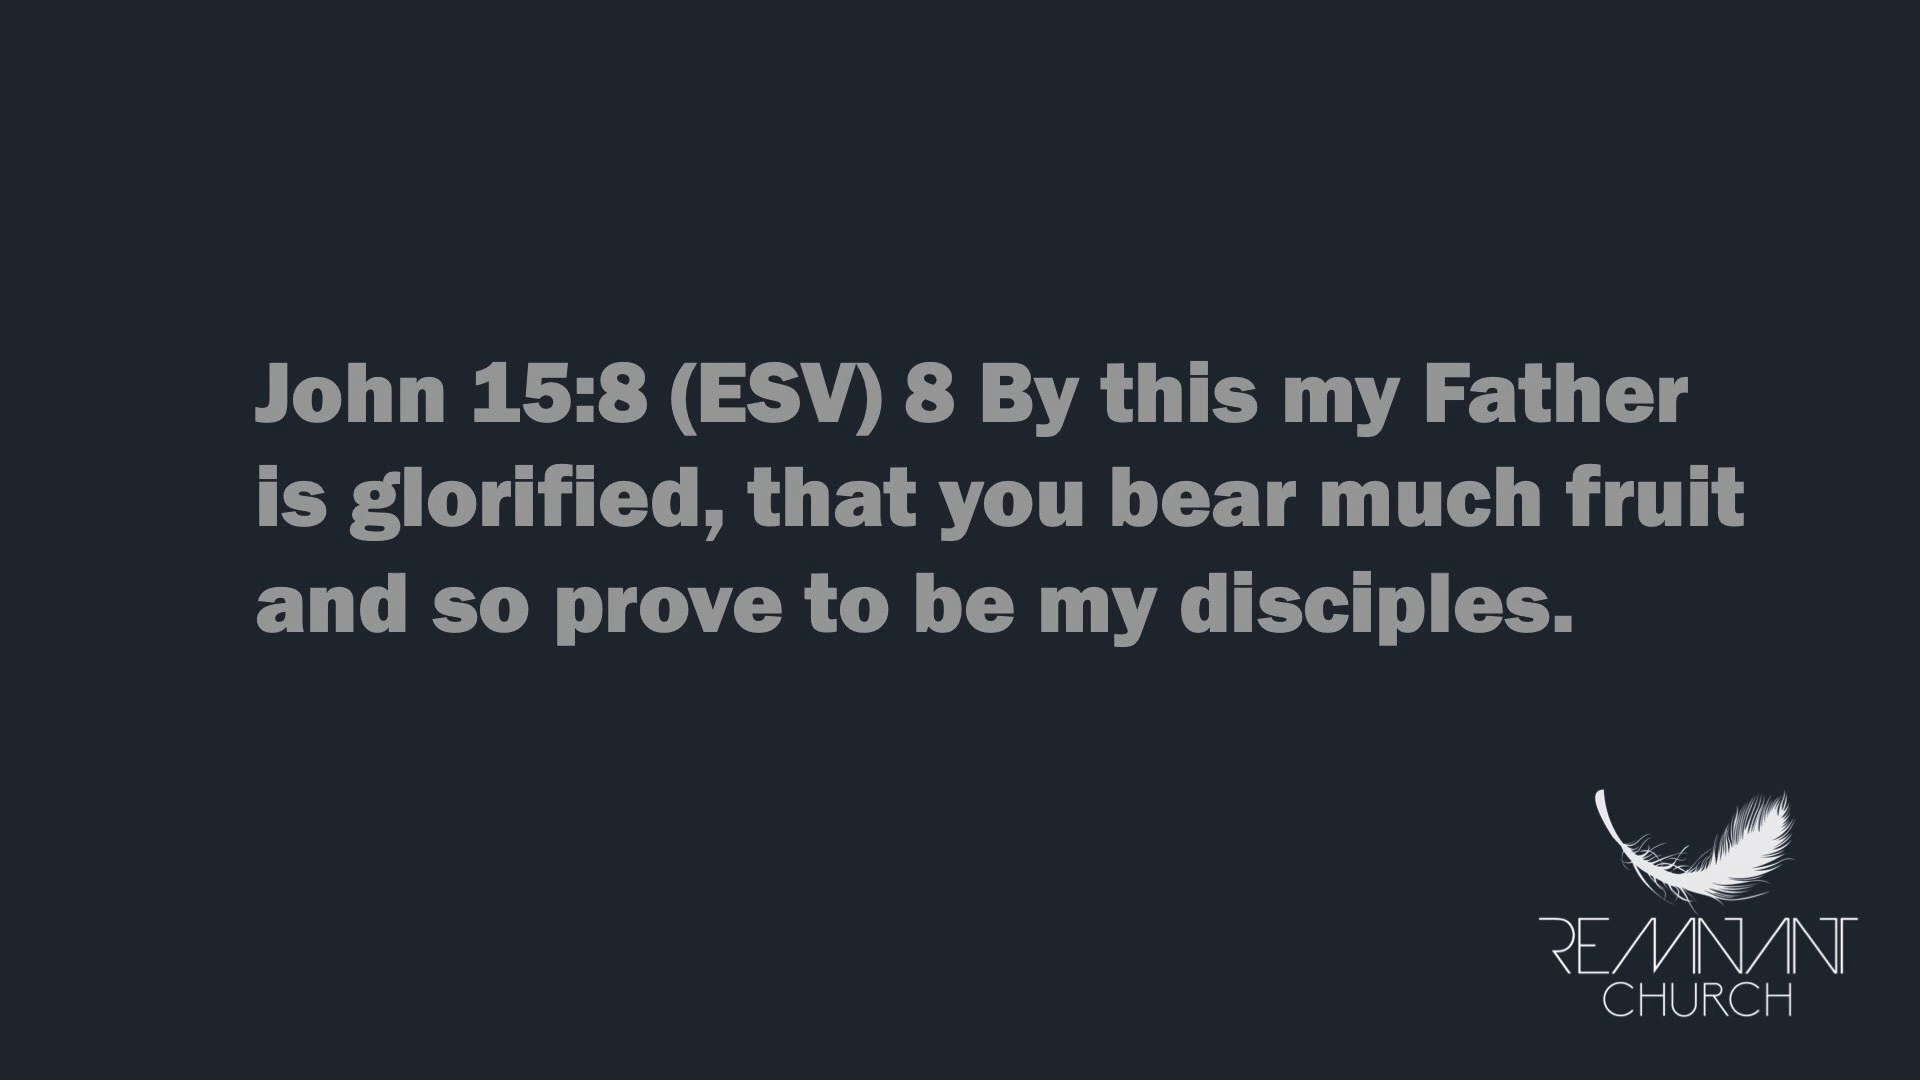 John 15:8 (ESV) 8 By this my Father
is glorified, that you bear much fruit
and so prove to be my disciples.
REMNANT
CHURCH